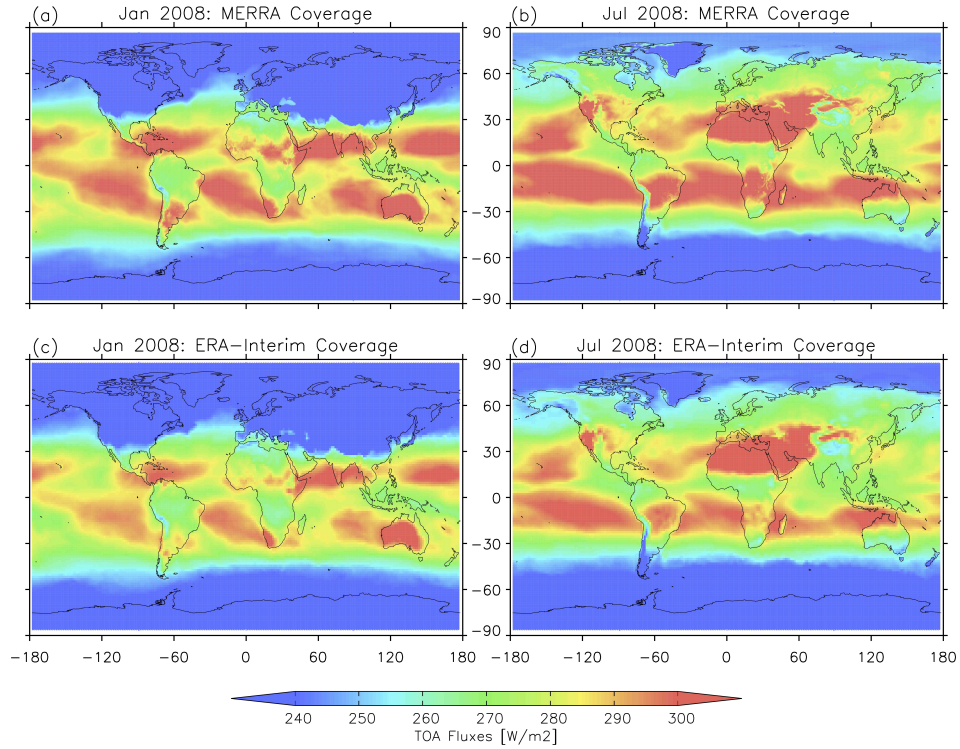 (a) Jan 2008: MERRA Coverage
(b) Jul 2008: MERRA Coverage
90
60
30
0
−30
−60
−90
(c) Jan 2008: ERA−Interim Coverage
(d) Jul 2008: ERA−Interim Coverage
90
60
30
0
−30
−60
−90
−180 −120 −60 0 60 120 180
−180 −120 −60 0 60 120 180
240 250 260 270 280 290 300
TOA Fluxes [W/m2]